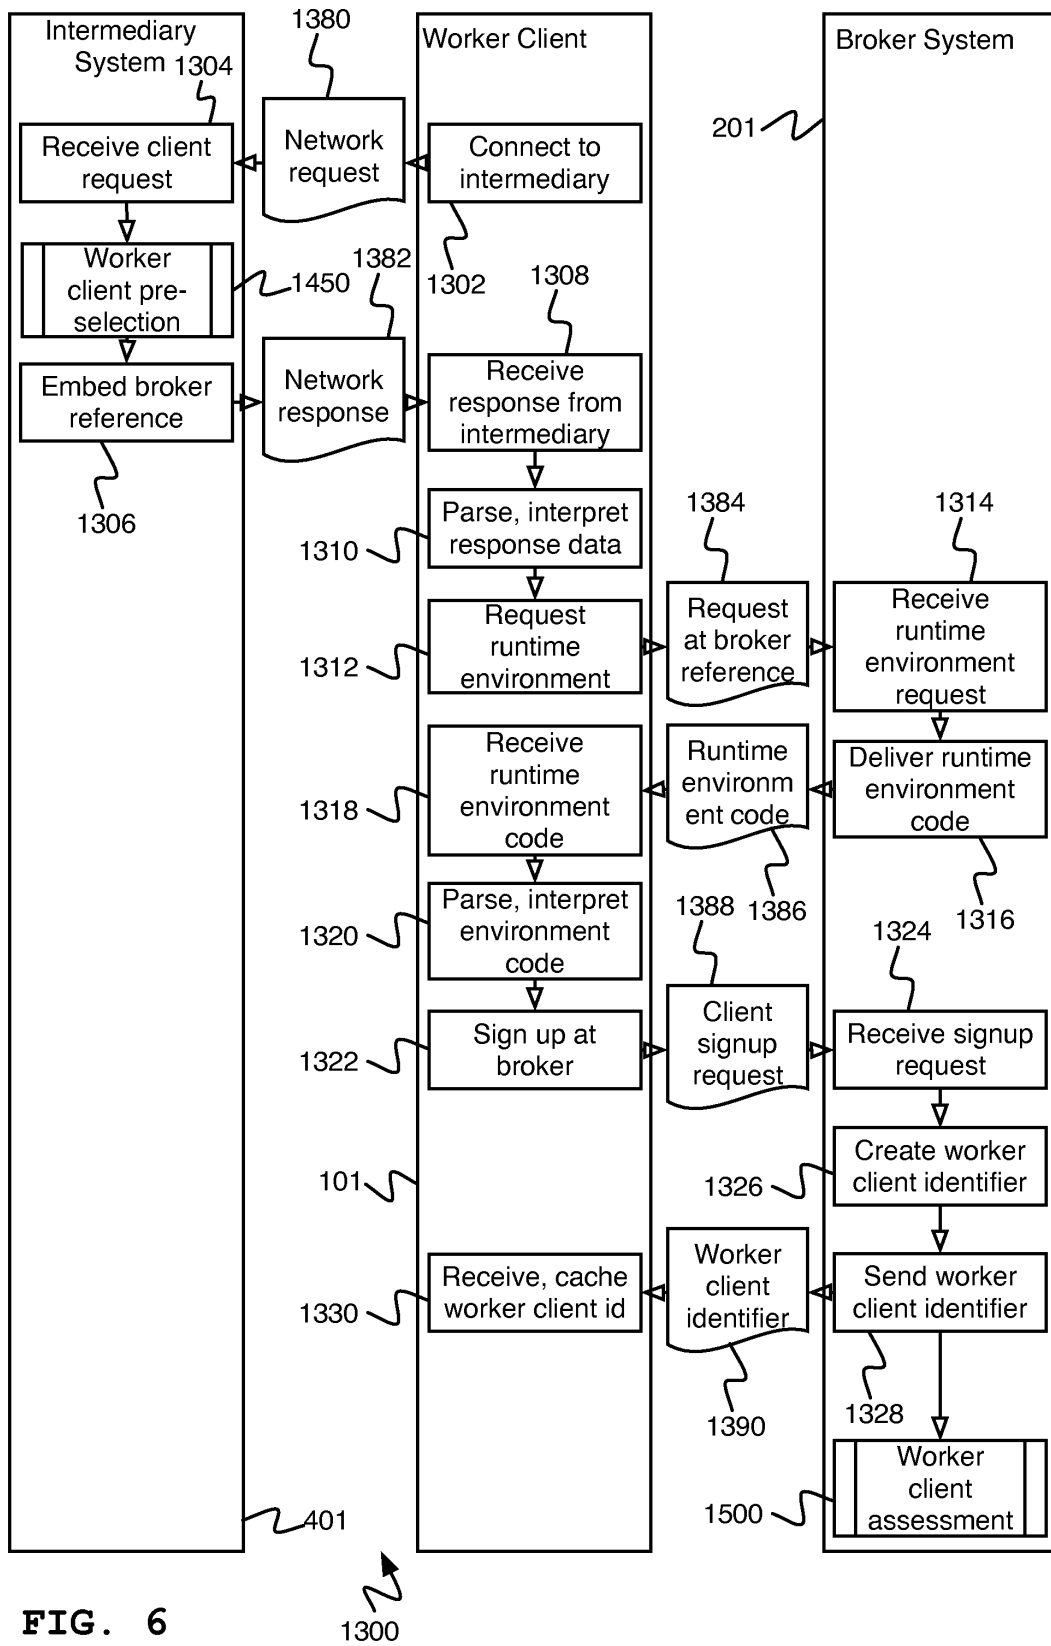 Intermediary
System
1304
1380
Worker Client
Broker System
201
Receive client
request
Network
request
Connect to
intermediary
1302
Worker
client pre-
selection
1450
1382
1308
Embed broker
reference
1306
Network
response
Receive
response from
intermediary
1310
Parse, interpret
response data
1384
1314
1312
Request
runtime
environment
Request
at broker
reference
Receive
runtime
environment
request
1318
Receive
runtime
environment
code
Runtime
environm
ent code
Deliver runtime
environment
code
1386
1316
1320
Parse, interpret
environment
code
1388
1324
1322
Sign up at
broker
Client
signup
request
Receive signup
request
101
1326
Create worker
client identifier
1330
Receive, cache
worker client id
Worker
client
identifier
Send worker
client identifier
1390
1328
1500
Worker
client
assessment
401
1300
FIG. 6